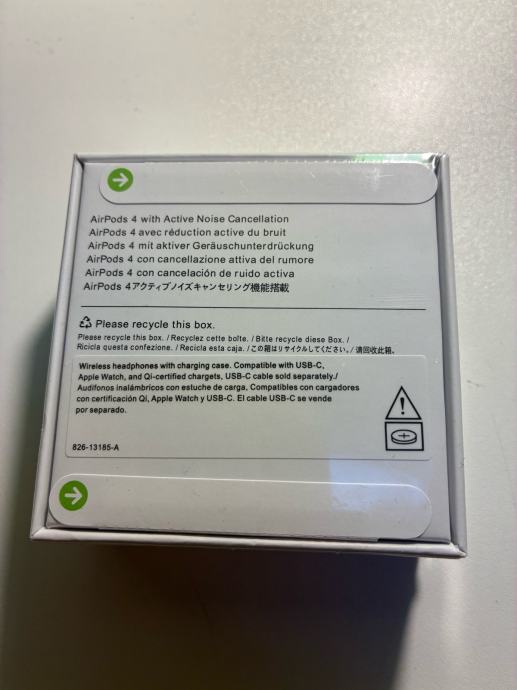 AirPods 4 with Active Noise Cancellation
AirPods 4 avec réduction active du bruit
AirPods 4 mit aktiver Geräuschunterdrückung
AirPods 4 con cancellazione attiva del rumore
AirPods 4 con cancelación de ruido activa
AirPods 4アクティブノイズキャンセリング機能搭載
Please recycle this box.
Please recycle this box. / Recyclez cette boîte. / Bitte recycle diese Box. /
Ricicla questa confezione. / Recicla esta caja. / この箱はリサイクルしてください。/ 请回收此箱。
Wireless headphones with charging case. Compatible with USB-C,
Apple Watch, and Qi-certified chargets, USB-C cable sold separately./
Audífonos inalámbricos con estuche de carga, Compatibles con cargadores
con certificación Qi, Apple Watch y USB-C. El cable USB-C se vende
por separado.
826-13185-A